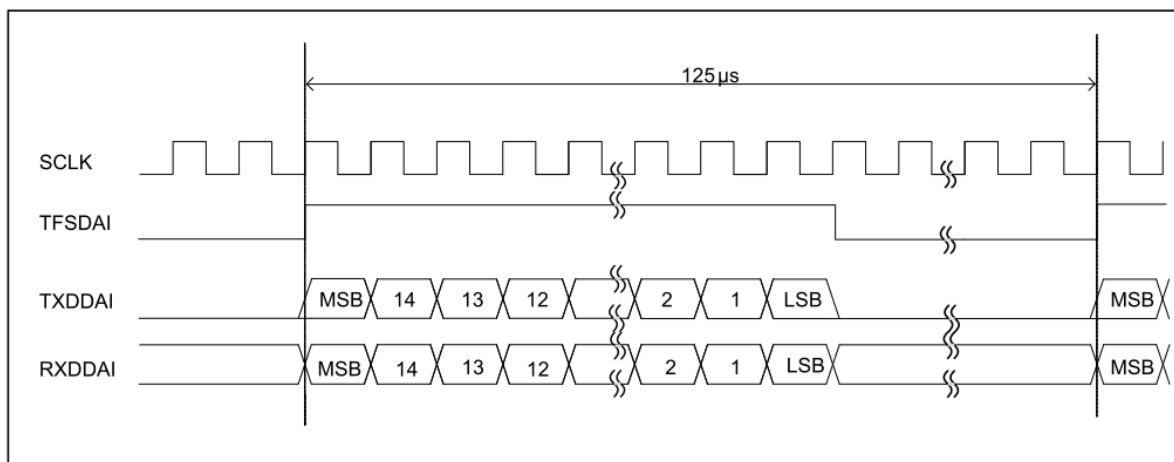 125µs
SCLK
TFSDAI
TXDDAI MSB 14 13 12 2 1 LSB MSB
RXDDAI MSB 14 13 12 2 1 LSB MSB